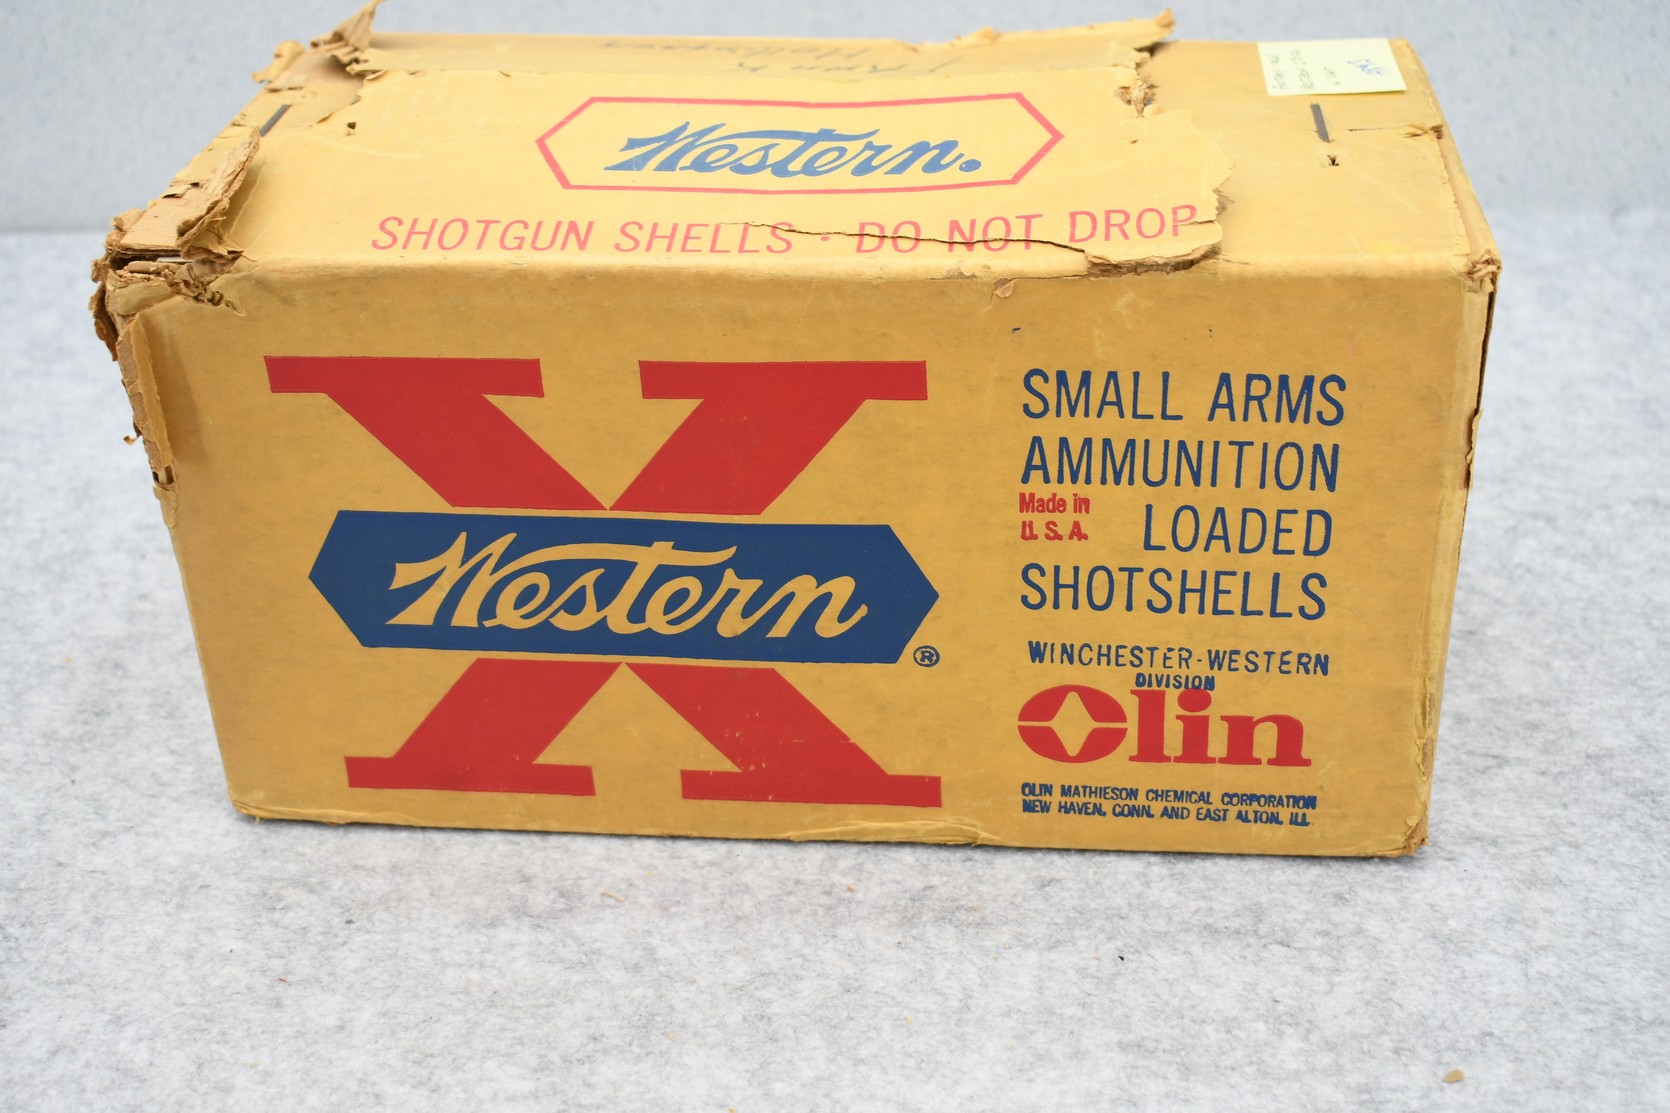 Western.
SHOTGUN SHELLS · DO NOT DROP
X
Western
®
SMALL ARMS
AMMUNITION
Made in
U. S. A.
LOADED
SHOTSHELLS
WINCHESTER-WESTERN
DIVISION
Olin
OLIN MATHIESON CHEMICAL CORPORATION
NEW HAVEN, CONN. AND EAST ALTON, ILL.